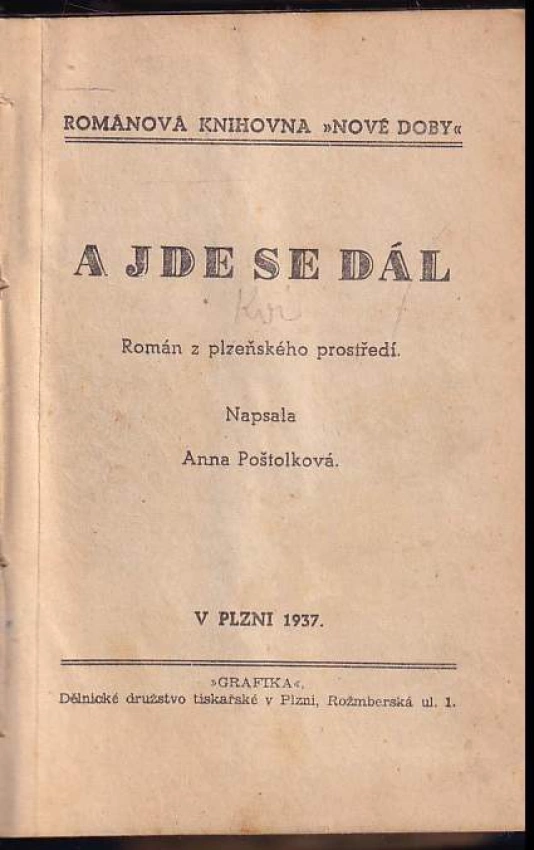 ROMÁNOVÁ KNIHOVNA »NOVÉ DOBY«
A JDE SE DÁL
Román z plzeňského prostředí.
Napsala
Anna Poštolková.
V PLZNI 1937.
»GRAFIKA«,
Dělnické družstvo tiskařské v Plzni, Rožmberská ul. 1.